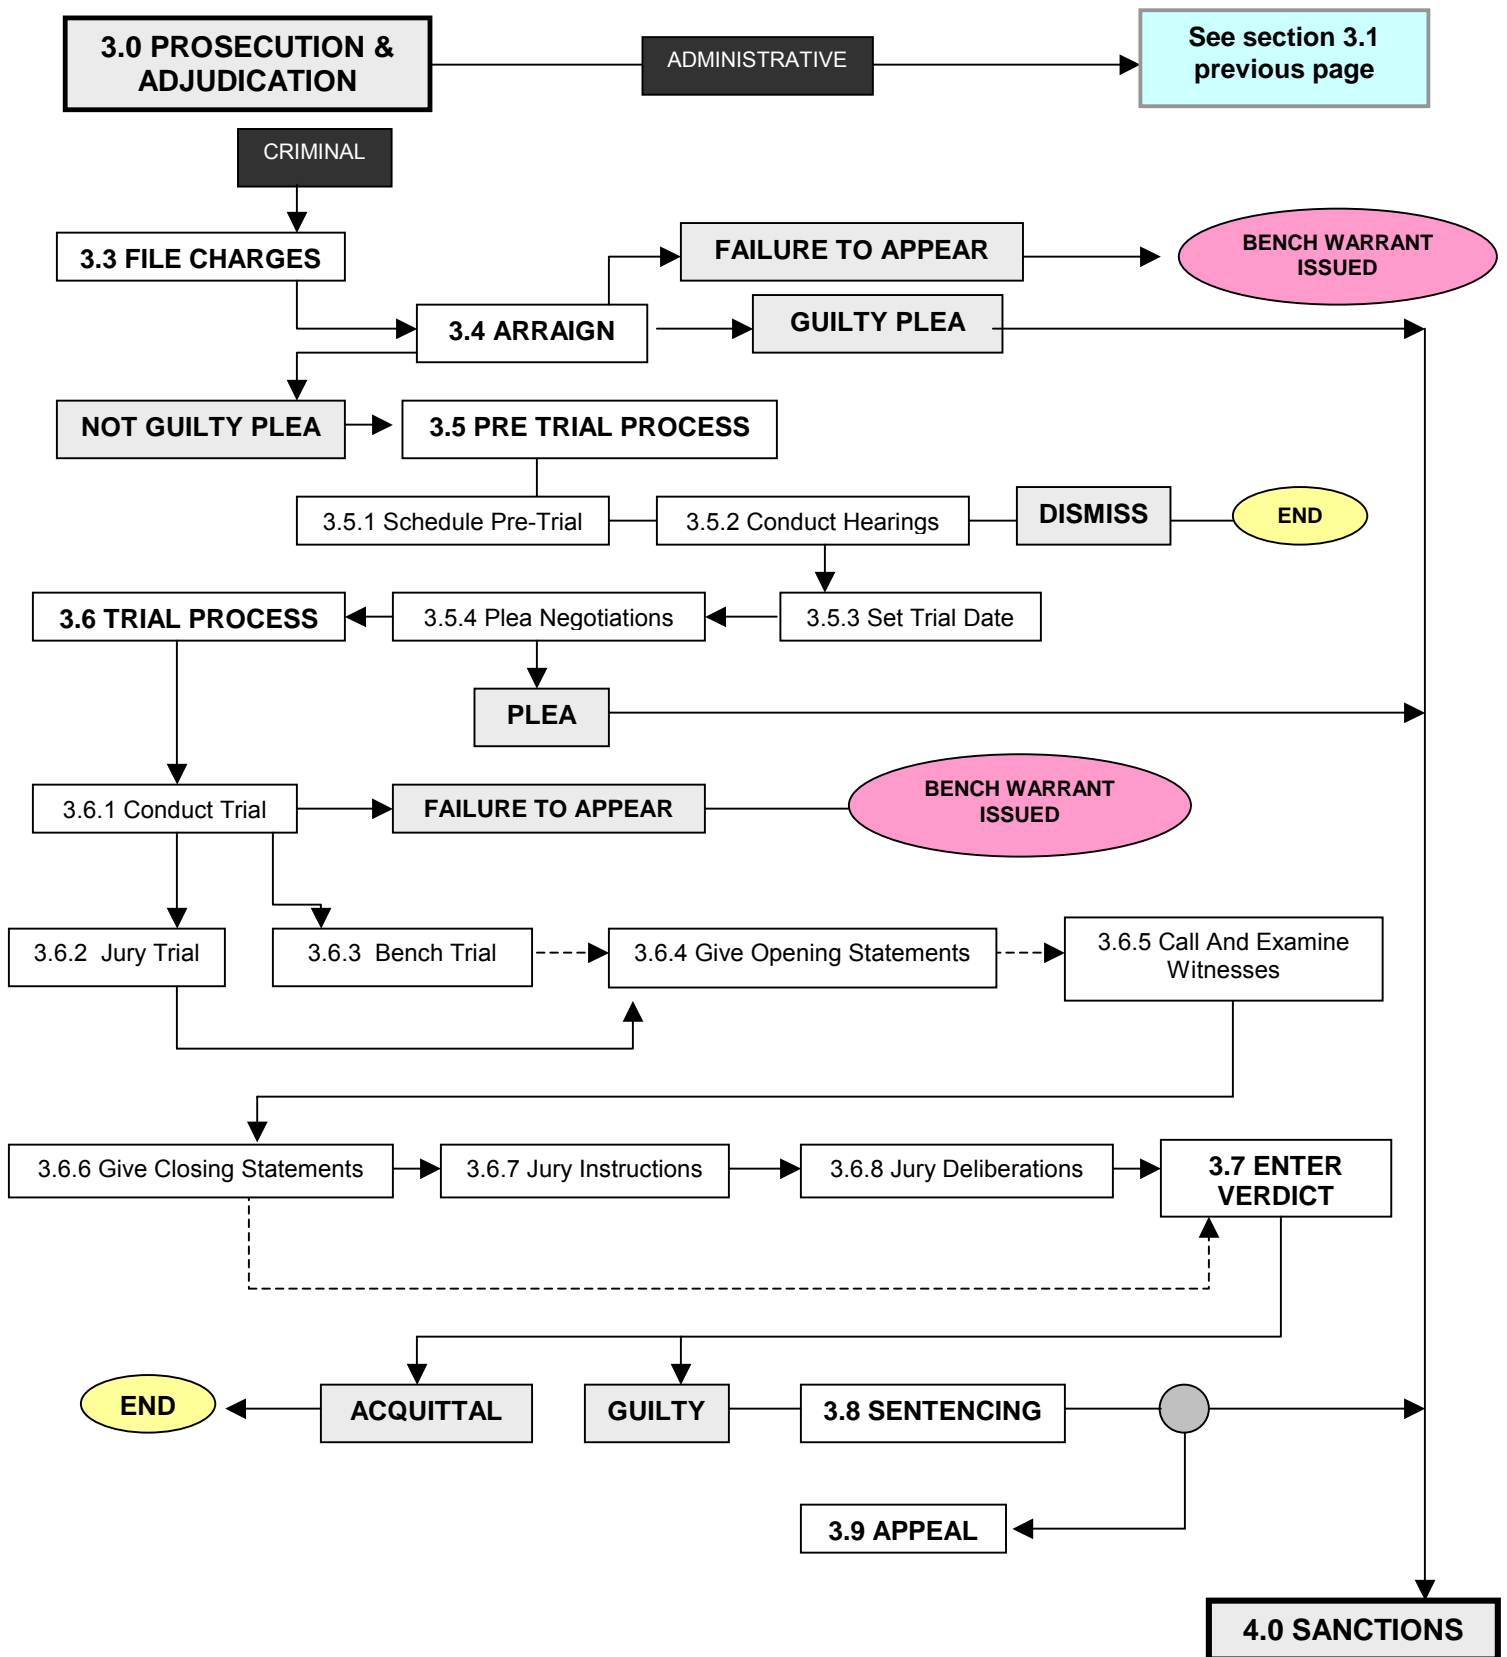 3.0 PROSECUTION &
ADJUDICATION
ADMINISTRATIVE
See section 3.1
previous page
CRIMINAL
3.3 FILE CHARGES
FAILURE TO APPEAR
BENCH WARRANT
ISSUED
3.4 ARRAIGN
GUILTY PLEA
NOT GUILTY PLEA
3.5 PRE TRIAL PROCESS
3.5.1 Schedule Pre-Trial
3.5.2 Conduct Hearings
DISMISS
END
3.6 TRIAL PROCESS
3.5.4 Plea Negotiations
3.5.3 Set Trial Date
PLEA
3.6.1 Conduct Trial
FAILURE TO APPEAR
BENCH WARRANT
ISSUED
3.6.2 Jury Trial
3.6.3 Bench Trial
3.6.4 Give Opening Statements
3.6.5 Call And Examine
Witnesses
3.6.6 Give Closing Statements
3.6.7 Jury Instructions
3.6.8 Jury Deliberations
3.7 ENTER
VERDICT
END
ACQUITTAL
GUILTY
3.8 SENTENCING
3.9 APPEAL
4.0 SANCTIONS